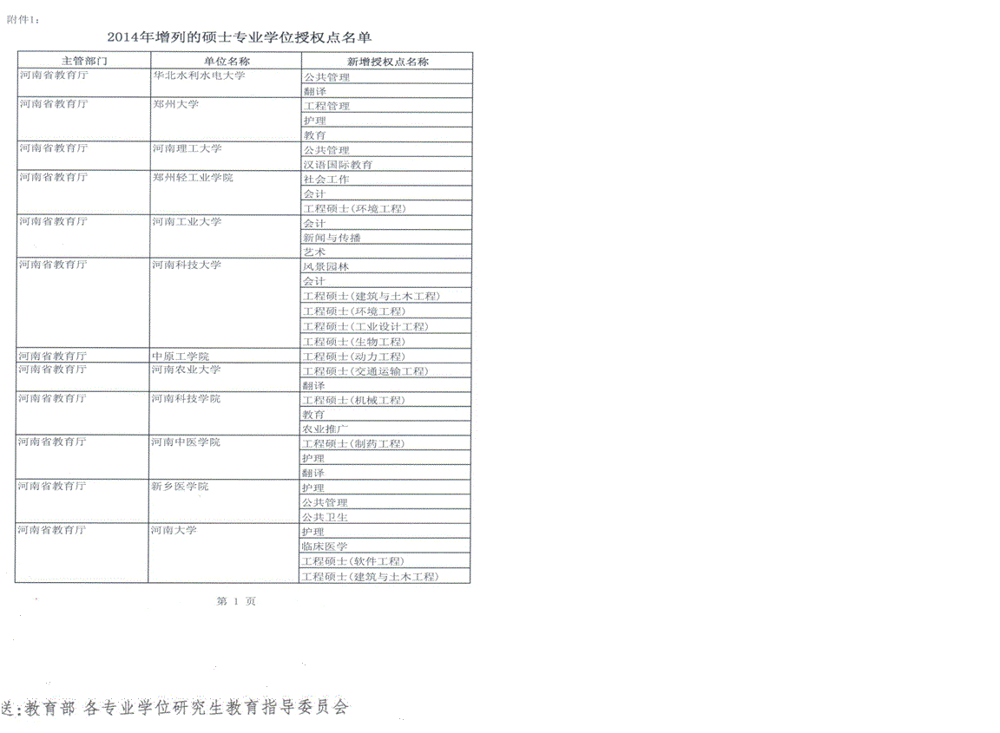 附件1:
2014年增列的硕士专业学位授权点名单
主管部门 单位名称 新增授权点名称
河南省教育厅 华北水利水电大学 公共管理
翻译
河南省教育厅 郑州大学 工程管理
护理
教育
河南省教育厅 河南理工大学 公共管理
汉语国际教育
河南省教育厅 郑州轻工业学院 社会工作
会计
工程硕士(环境工程)
河南省教育厅 河南工业大学 会计
新闻与传播
艺术
河南省教育厅 河南科技大学 风景园林
会计
工程硕士(建筑与土木工程)
工程硕士(环境工程)
工程硕士(工业设计工程)
工程硕士(生物工程)
河南省教育厅 中原工学院 工程硕士(动力工程)
河南省教育厅 河南农业大学 工程硕士(交通运输工程)
翻译
河南省教育厅 河南科技学院 工程硕士(机械工程)
教育
农业推广
河南省教育厅 河南中医学院 工程硕士(制药工程)
护理
翻译
河南省教育厅 新乡医学院 护理
公共管理
公共卫生
河南省教育厅 河南大学 护理
临床医学
工程硕士(软件工程)
工程硕士(建筑与土木工程)
第 1 页
送:教育部 各专业学位研究生教育指导委员会